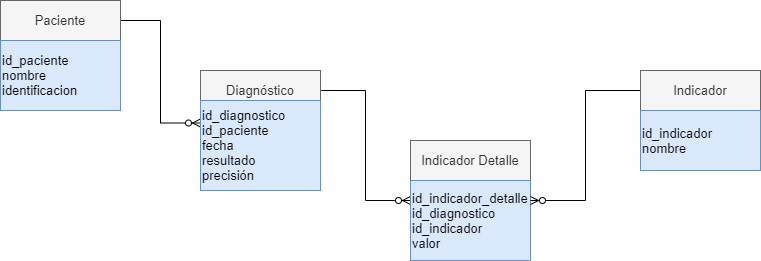 Paciente
id_paciente
nombre
identificacion
Diagnóstico
id_diagnostico
id_paciente
fecha
resultado
precisión
Indicador Detalle
id_indicador_detalle
id_diagnostico
id_indicador
valor
Indicador
id_indicador
nombre